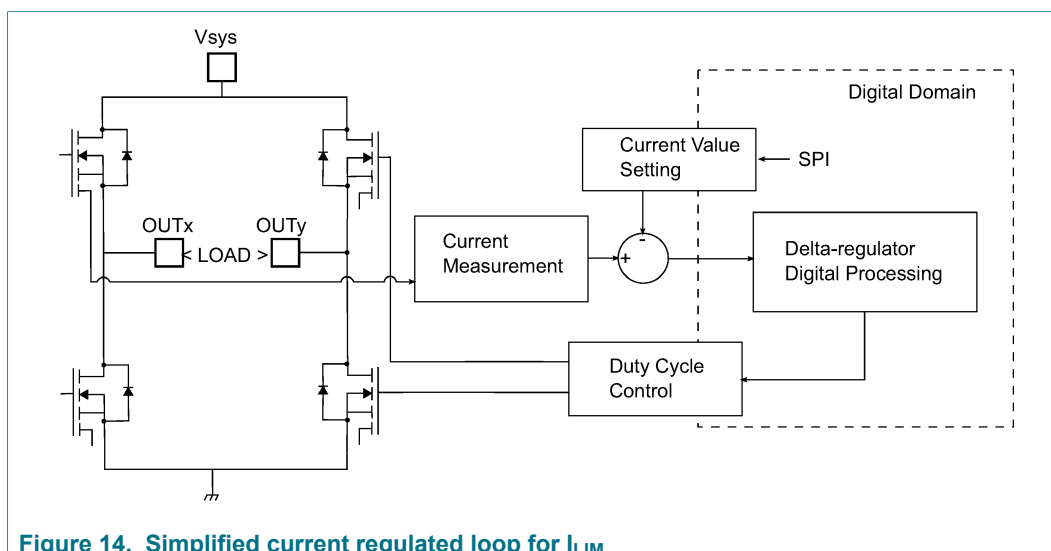 Vsys
Digital Domain
Current Value
Setting
SPI
OUTx
OUTy
< LOAD >
-
+
Current
Measurement
Delta-regulator
Digital Processing
Duty Cycle
Control
Figure 14. Simplified current regulated loop for ILIM